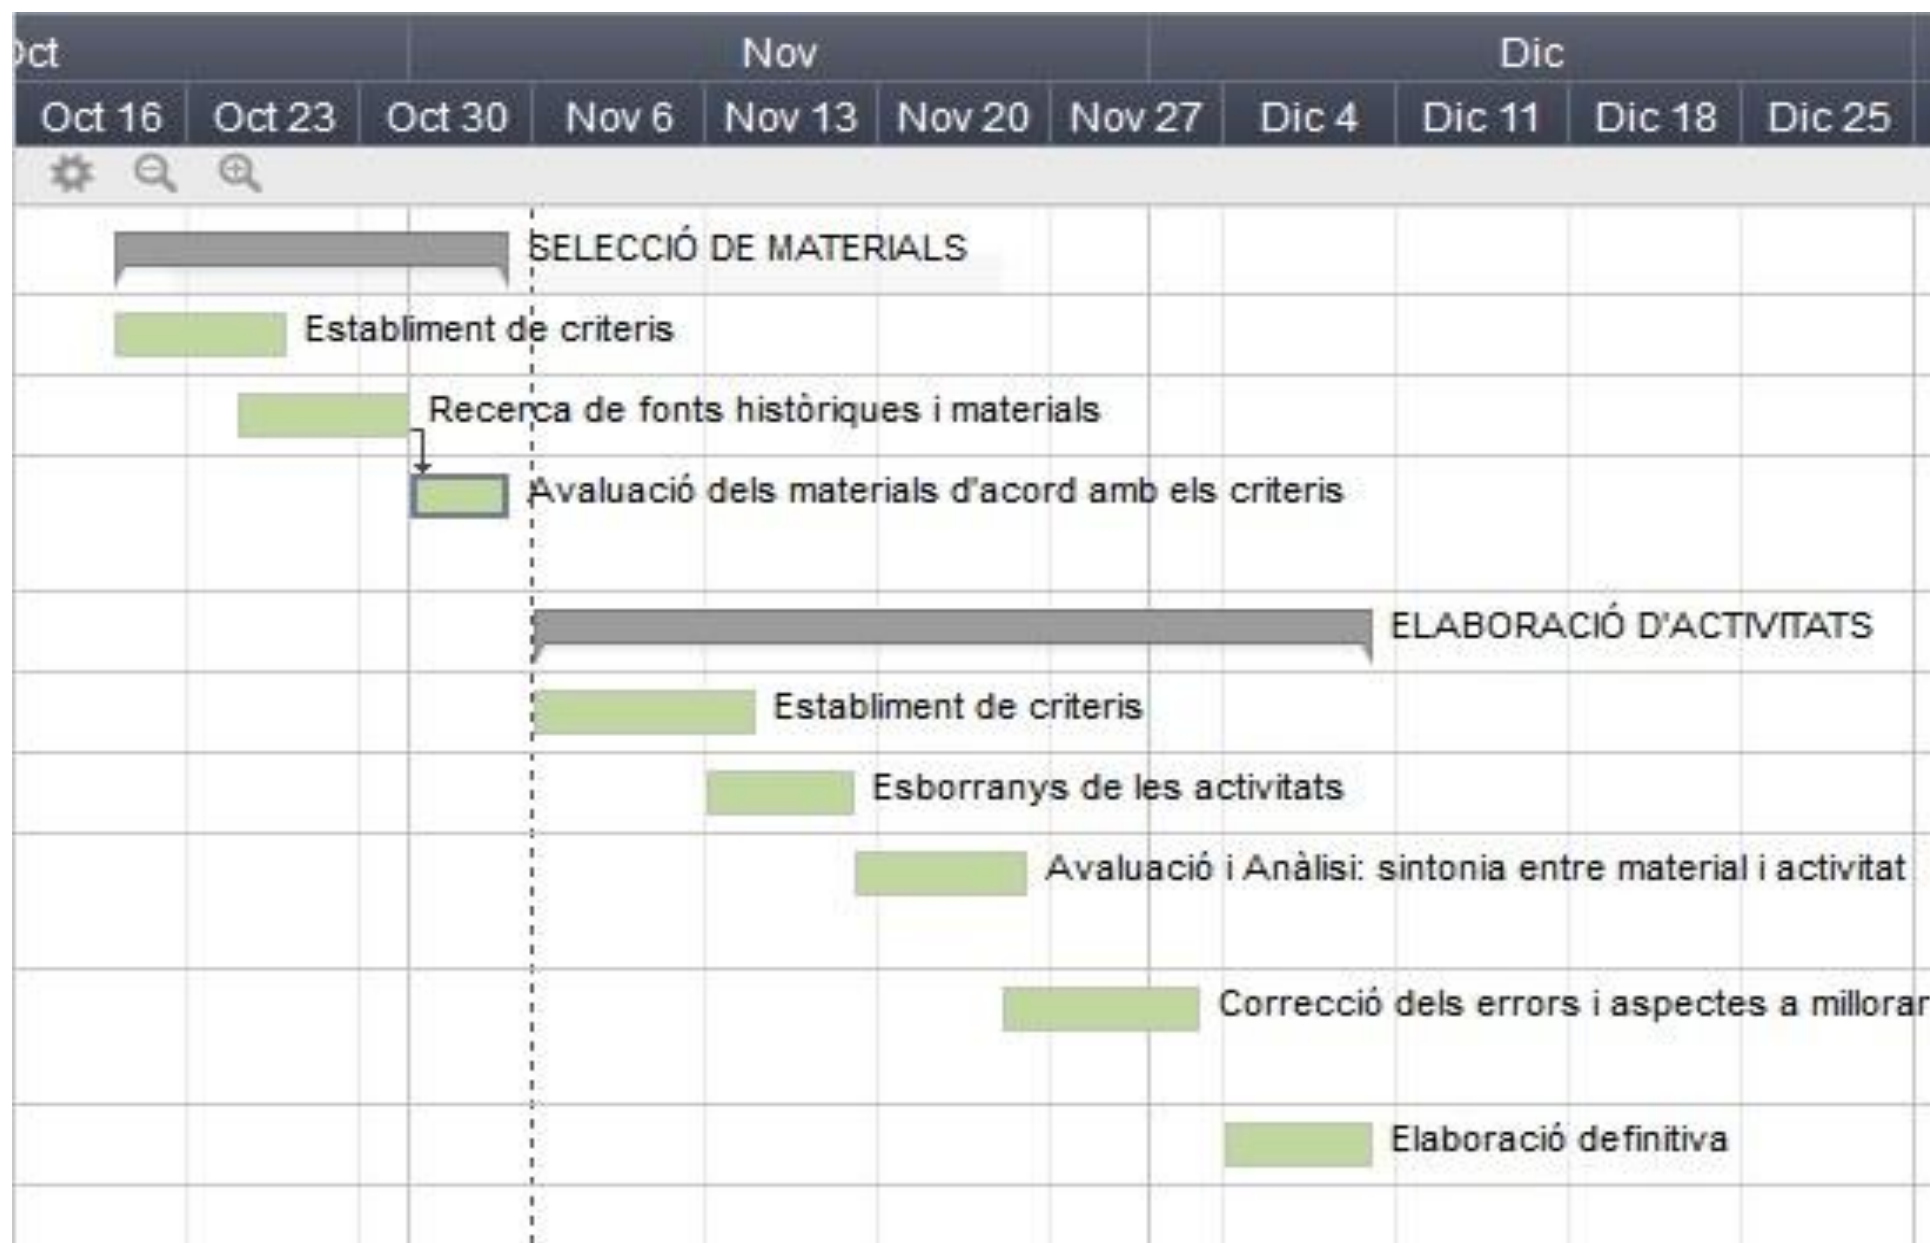 Oct Nov Dic
Oct 16 Oct 23 Oct 30 Nov 6 Nov 13 Nov 20 Nov 27 Dic 4 Dic 11 Dic 18 Dic 25
SELECCIÓ DE MATERIALS
Establiment de criteris
Recerca de fonts històriques i materials
Avaluació dels materials d'acord amb els criteris
ELABORACIÓ D'ACTIVITATS
Establiment de criteris
Esborranys de les activitats
Avaluació i Anàlisi: sintonia entre material i activitat
Correcció dels errors i aspectes a millorar
Elaboració definitiva